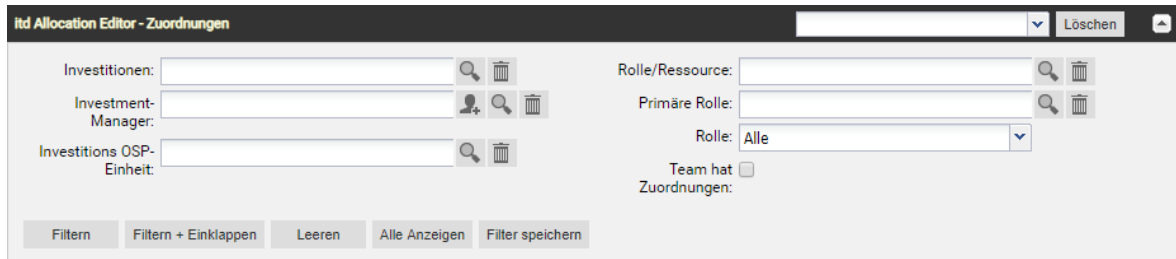 itd Allocation Editor - Zuordnungen
Löschen
Investitionen:
Rolle/Ressource:
Investment-
Manager:
Primäre Rolle:
Rolle: Alle
Investitions OSP-
Einheit:
Team hat
Zuordnungen:
Filtern
Filtern + Einklappen
Leeren
Alle Anzeigen
Filter speichern